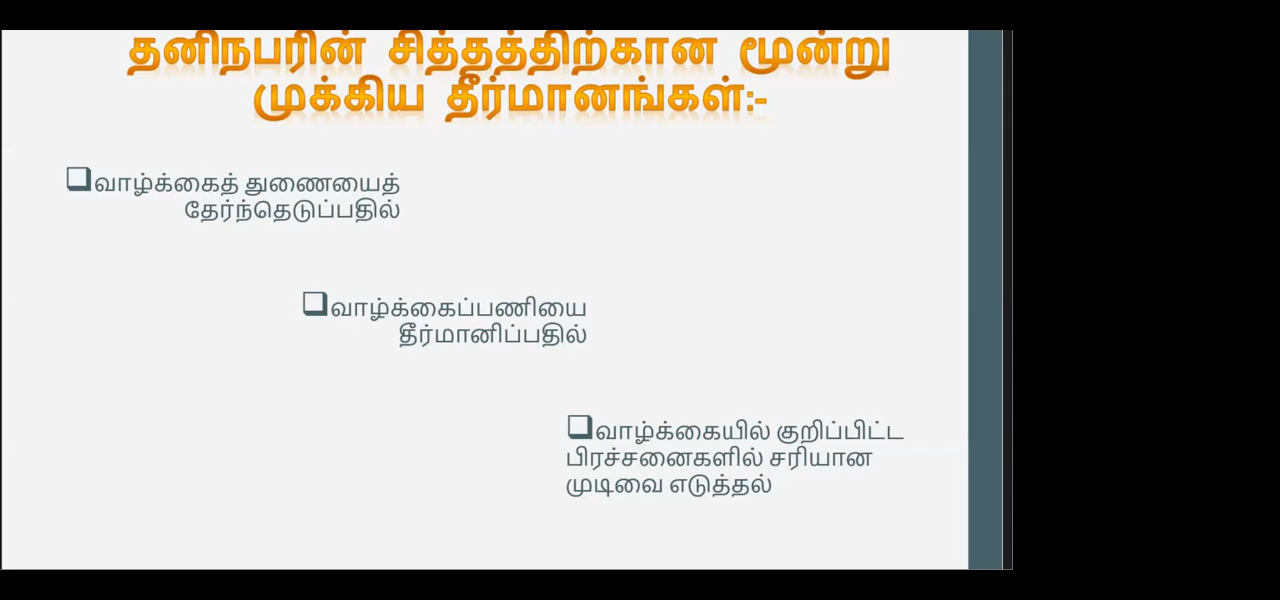 தனிநபரின் சித்தத்திற்கான மூன்று
முக்கிய தீர்மானங்கள்:-
❑வாழ்க்கைத் துணையைத்
தேர்ந்தெடுப்பதில்
❑வாழ்க்கைப்பணியை
தீர்மானிப்பதில்
❑வாழ்க்கையில் குறிப்பிட்ட
பிரச்சனைகளில் சரியான
முடிவை எடுத்தல்